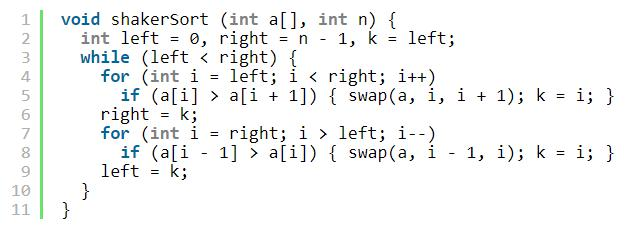 1 void shakerSort (int a[], int n) {
2   int left = 0, right = n - 1, k = left;
3   while (left < right) {
4     for (int i = left; i < right; i++)
5       if (a[i] > a[i + 1]) { swap(a, i, i + 1); k = i; }
6     right = k;
7     for (int i = right; i > left; i--)
8       if (a[i - 1] > a[i]) { swap(a, i - 1, i); k = i; }
9     left = k;
10   }
11 }